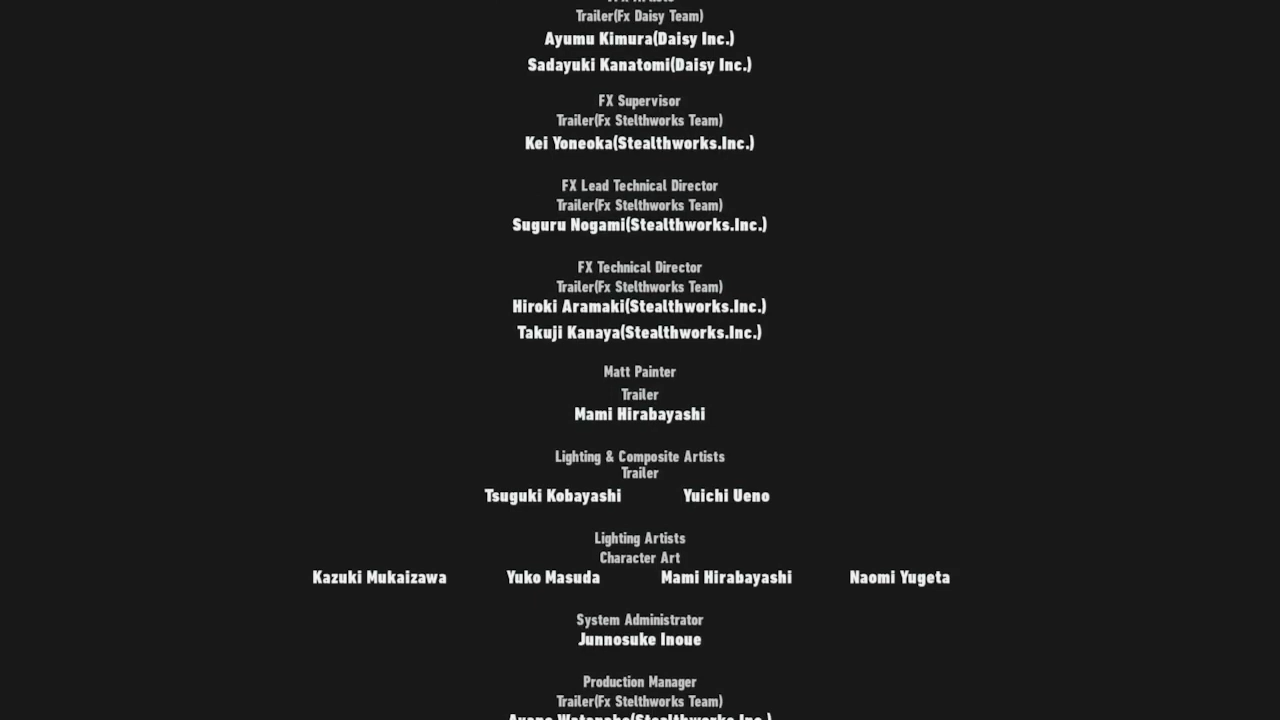 Trailer(Fx Daisy Team)
Ayumu Kimura(Daisy Inc.)
Sadayuki Kanatomi(Daisy Inc.)
FX Supervisor
Trailer(Fx Stelthworks Team)
Kei Yoneoka(Stealthworks.Inc.)
FX Lead Technical Director
Trailer(Fx Stelthworks Team)
Suguru Nogami(Stealthworks.Inc.)
FX Technical Director
Trailer(Fx Stelthworks Team)
Hiroki Aramaki(Stealthworks.Inc.)
Takuji Kanaya(Stealthworks.Inc.)
Matt Painter
Trailer
Mami Hirabayashi
Lighting & Composite Artists
Trailer
Tsuguki Kobayashi Yuichi Ueno
Lighting Artists
Character Art
Kazuki Mukaizawa Yuko Masuda Mami Hirabayashi Naomi Yugeta
System Administrator
Junnosuke Inoue
Production Manager
Trailer(Fx Stelthworks Team)